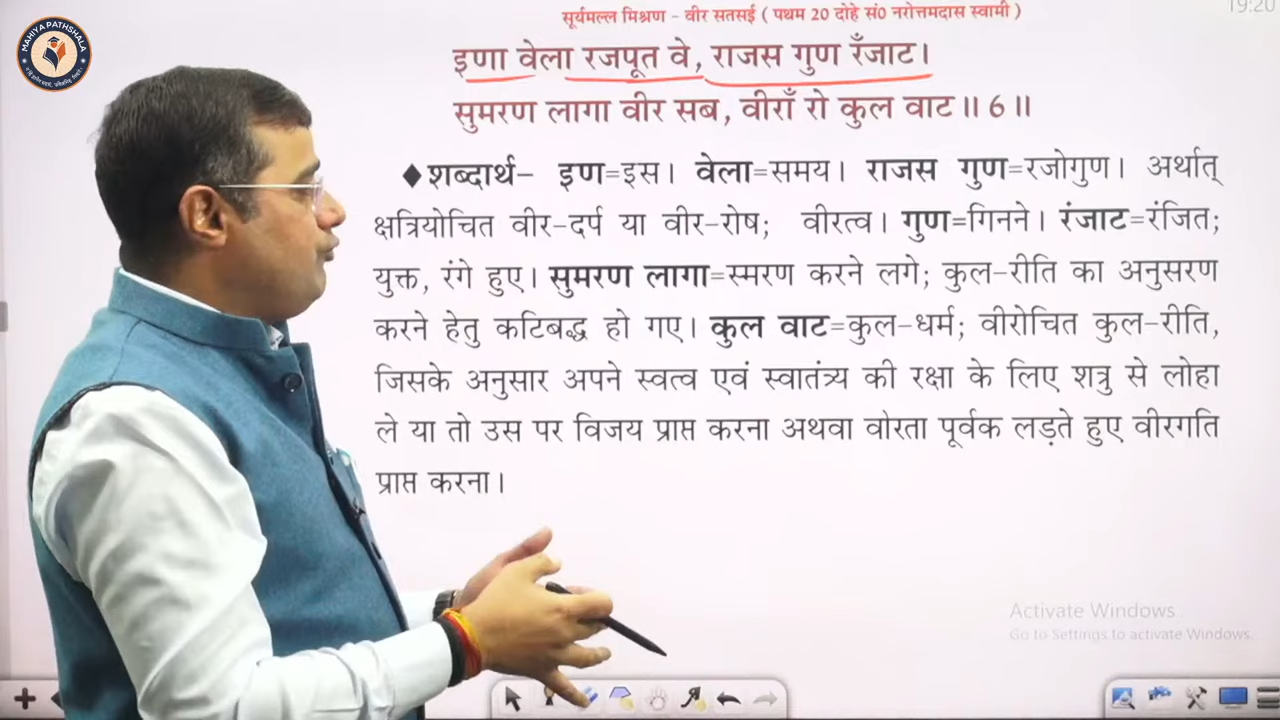 सूर्यमल्ल मिश्रण - वीर सतसई ( पथम 20 दोहे सं0 नरोत्तमदास स्वामी )
19:20
MAHIYA PATHSHALA
इणा वेला रजपूत वे, राजस गुण रँजाट।
सुमरण लागा वीर सब, वीराँ रो कुल वाट॥ 6॥
♦शब्दार्थ– इण=इस। वेला=समय। राजस गुण=रजोगुण। अर्थात्
क्षत्रियोचित वीर-दर्प या वीर-रोष; वीरत्व। गुण=गिनने। रंजाट=रंजित;
युक्त, रंगे हुए। सुमरण लागा=स्मरण करने लगे; कुल-रीति का अनुसरण
करने हेतु कटिबद्ध हो गए। कुल वाट=कुल-धर्म; वीरोचित कुल-रीति,
जिसके अनुसार अपने स्वत्व एवं स्वातंत्र्य की रक्षा के लिए शत्रु से लोहा
ले या तो उस पर विजय प्राप्त करना अथवा वोरता पूर्वक लड़ते हुए वीरगति
प्राप्त करना।
Activate Windows
Go to Settings to activate Windows.